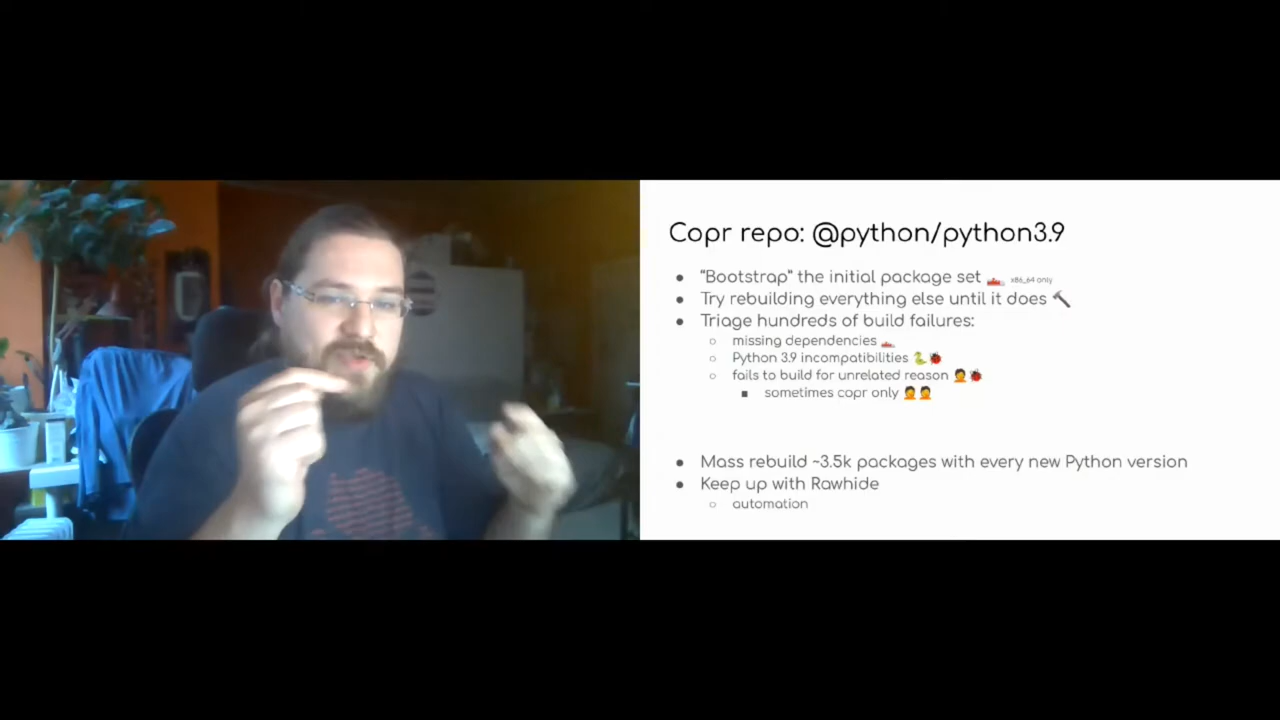 Copr repo: @python/python3.9
● “Bootstrap” the initial package set 👟 x86_64 only
● Try rebuilding everything else until it does 🔨
● Triage hundreds of build failures:
○ missing dependencies 👟
○ Python 3.9 incompatibilities 🐍🐞
○ fails to build for unrelated reason 🤦🐞
■ sometimes copr only 🤦🤦
● Mass rebuild ~3.5k packages with every new Python version
● Keep up with Rawhide
○ automation